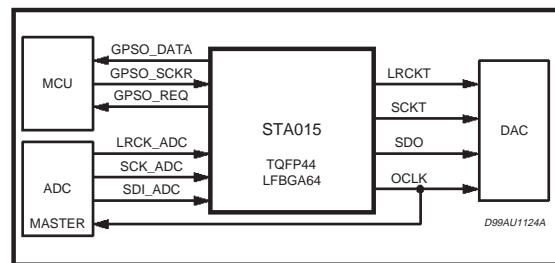 MCU
GPSO_DATA
GPSO_SCKR
GPSO_REQ
ADC
MASTER
LRCK_ADC
SCK_ADC
SDI_ADC
STA015
TQFP44
LFBGA64
LRCKT
SCKT
SDO
OCLK
DAC
D99AU1124A